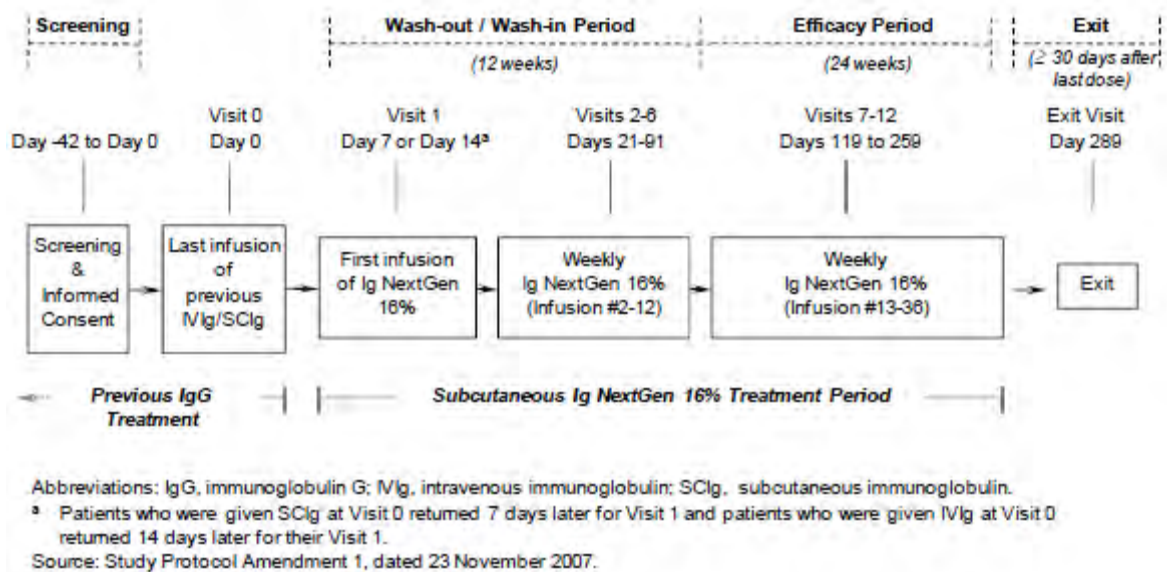 Screening
Wash-out / Wash-in Period
Efficacy Period
Exit
(12 weeks)
(24 weeks)
(≥ 30 days after
last dose)
Day -42 to Day 0
Visit 0
Day 0
Visit 1
Day 7 or Day 14ª
Visits 2-6
Days 21-91
Visits 7-12
Days 119 to 259
Exit Visit
Day 289
Screening
&
Informed
Consent
Last infusion
of
previous
IVIg/SCIg
First infusion
of Ig NextGen
16%
Weekly
Ig NextGen 16%
(Infusion #2-12)
Weekly
Ig NextGen 16%
(Infusion #13-36)
Exit
Previous IgG
Treatment
Subcutaneous Ig NextGen 16% Treatment Period
Abbreviations: IgG, immunoglobulin G; IVIg, intravenous immunoglobulin; SCIg, subcutaneous immunoglobulin.
ª Patients who were given SCIg at Visit 0 returned 7 days later for Visit 1 and patients who were given IVIg at Visit 0
returned 14 days later for their Visit 1.
Source: Study Protocol Amendment 1, dated 23 November 2007.